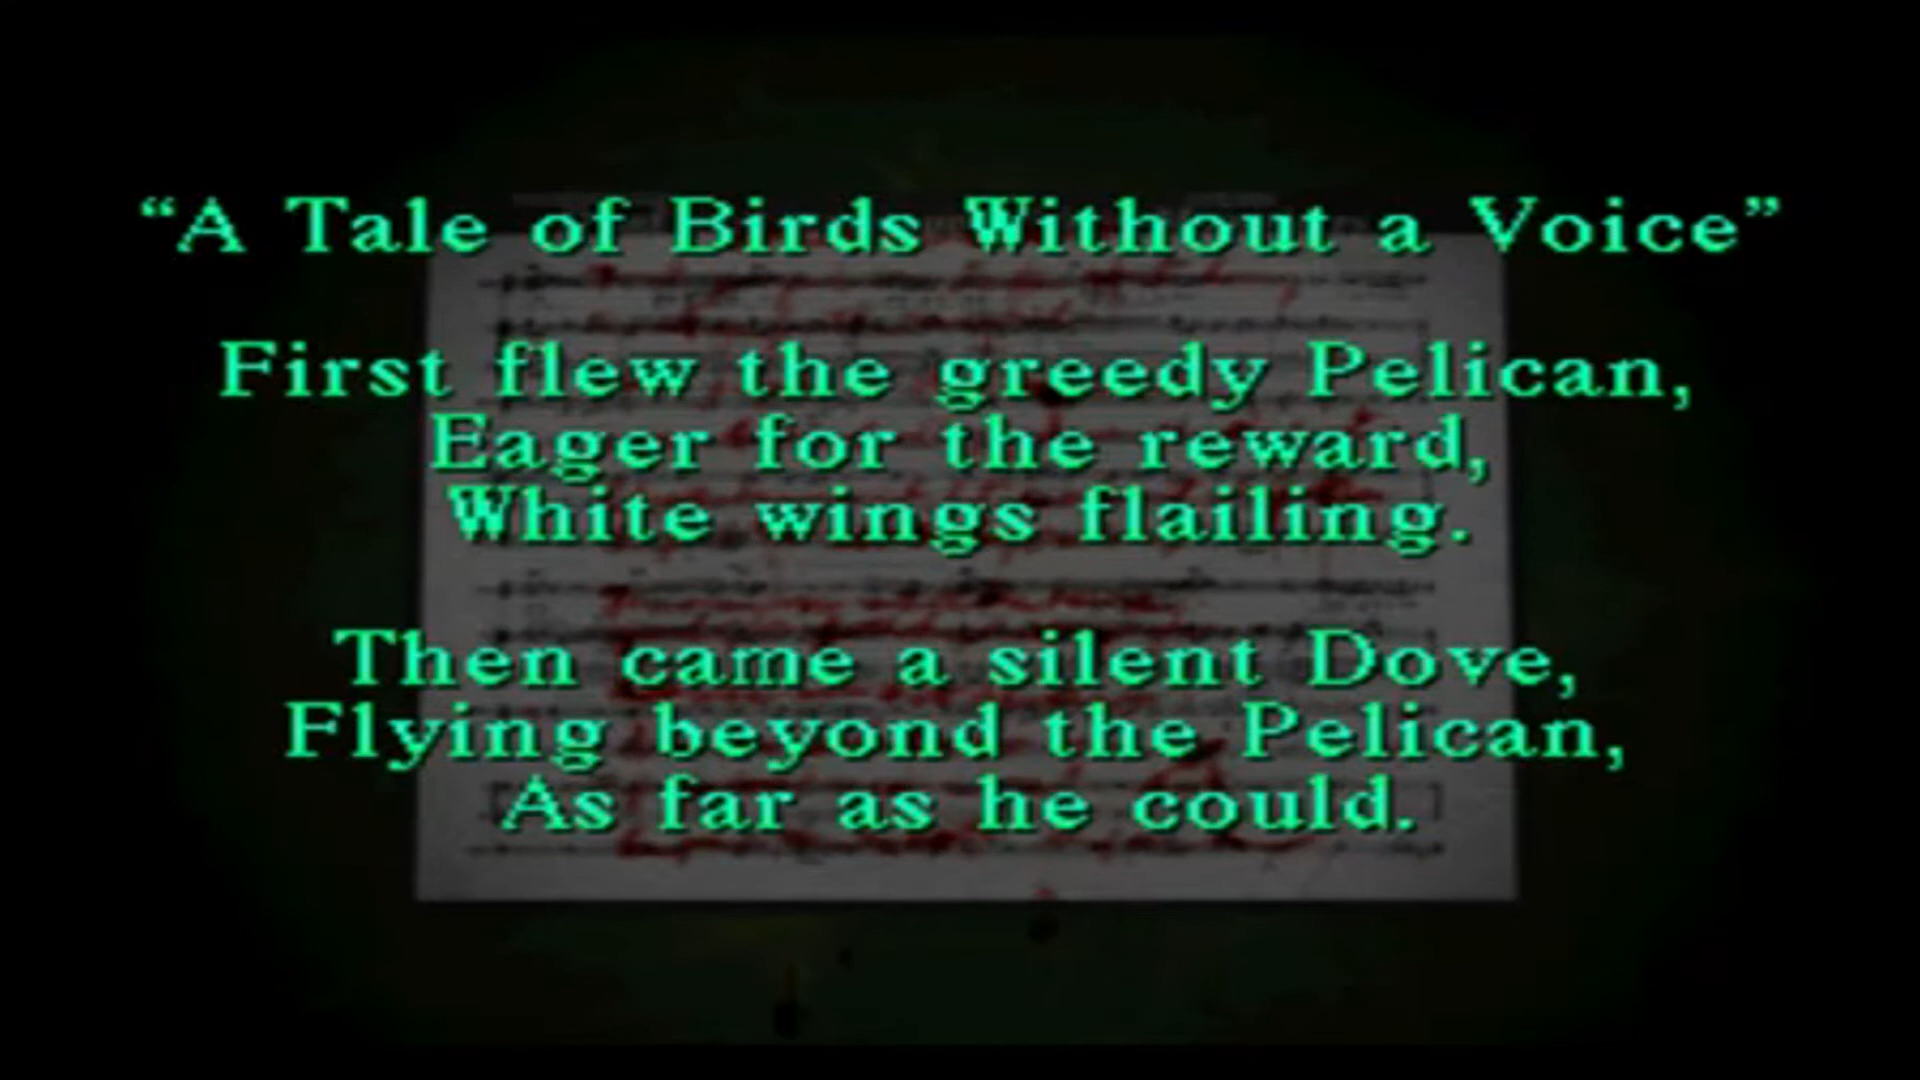 “A Tale of Birds Without a Voice”
First flew the greedy Pelican,
Eager for the reward,
White wings flailing.
Then came a silent Dove,
Flying beyond the Pelican,
As far as he could.